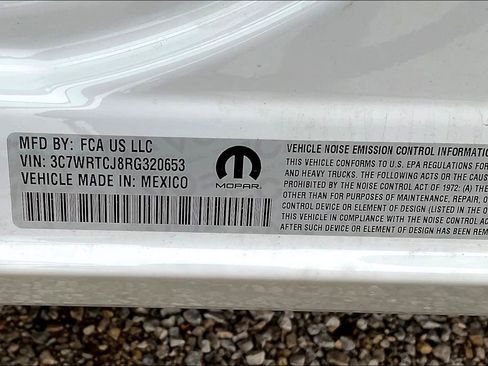 MFD BY: FCA US LLC
VIN: 3C7WRTCJ8RG320653
VEHICLE MADE IN: MEXICO
MOPAR
VEHICLE NOISE EMISSION CONTROL INFORMATION
THIS VEHICLE CONFORMS TO U.S. EPA REGULATIONS FOR
AND HEAVY TRUCKS. THE FOLLOWING ACTS OR THE CAUS
PROHIBITED BY THE NOISE CONTROL ACT OF 1972: (A) THE
OTHER THAN FOR PURPOSES OF MAINTENANCE, REPAIR, O
CONTROL DEVICE OR ELEMENT OF DESIGN (LISTED IN THE O
THIS VEHICLE IN COMPLIANCE WITH THE NOISE CONTROL AC
AFTER SUCH DEVICE OR ELEMENT OF DESIGN HAS BEEN REM